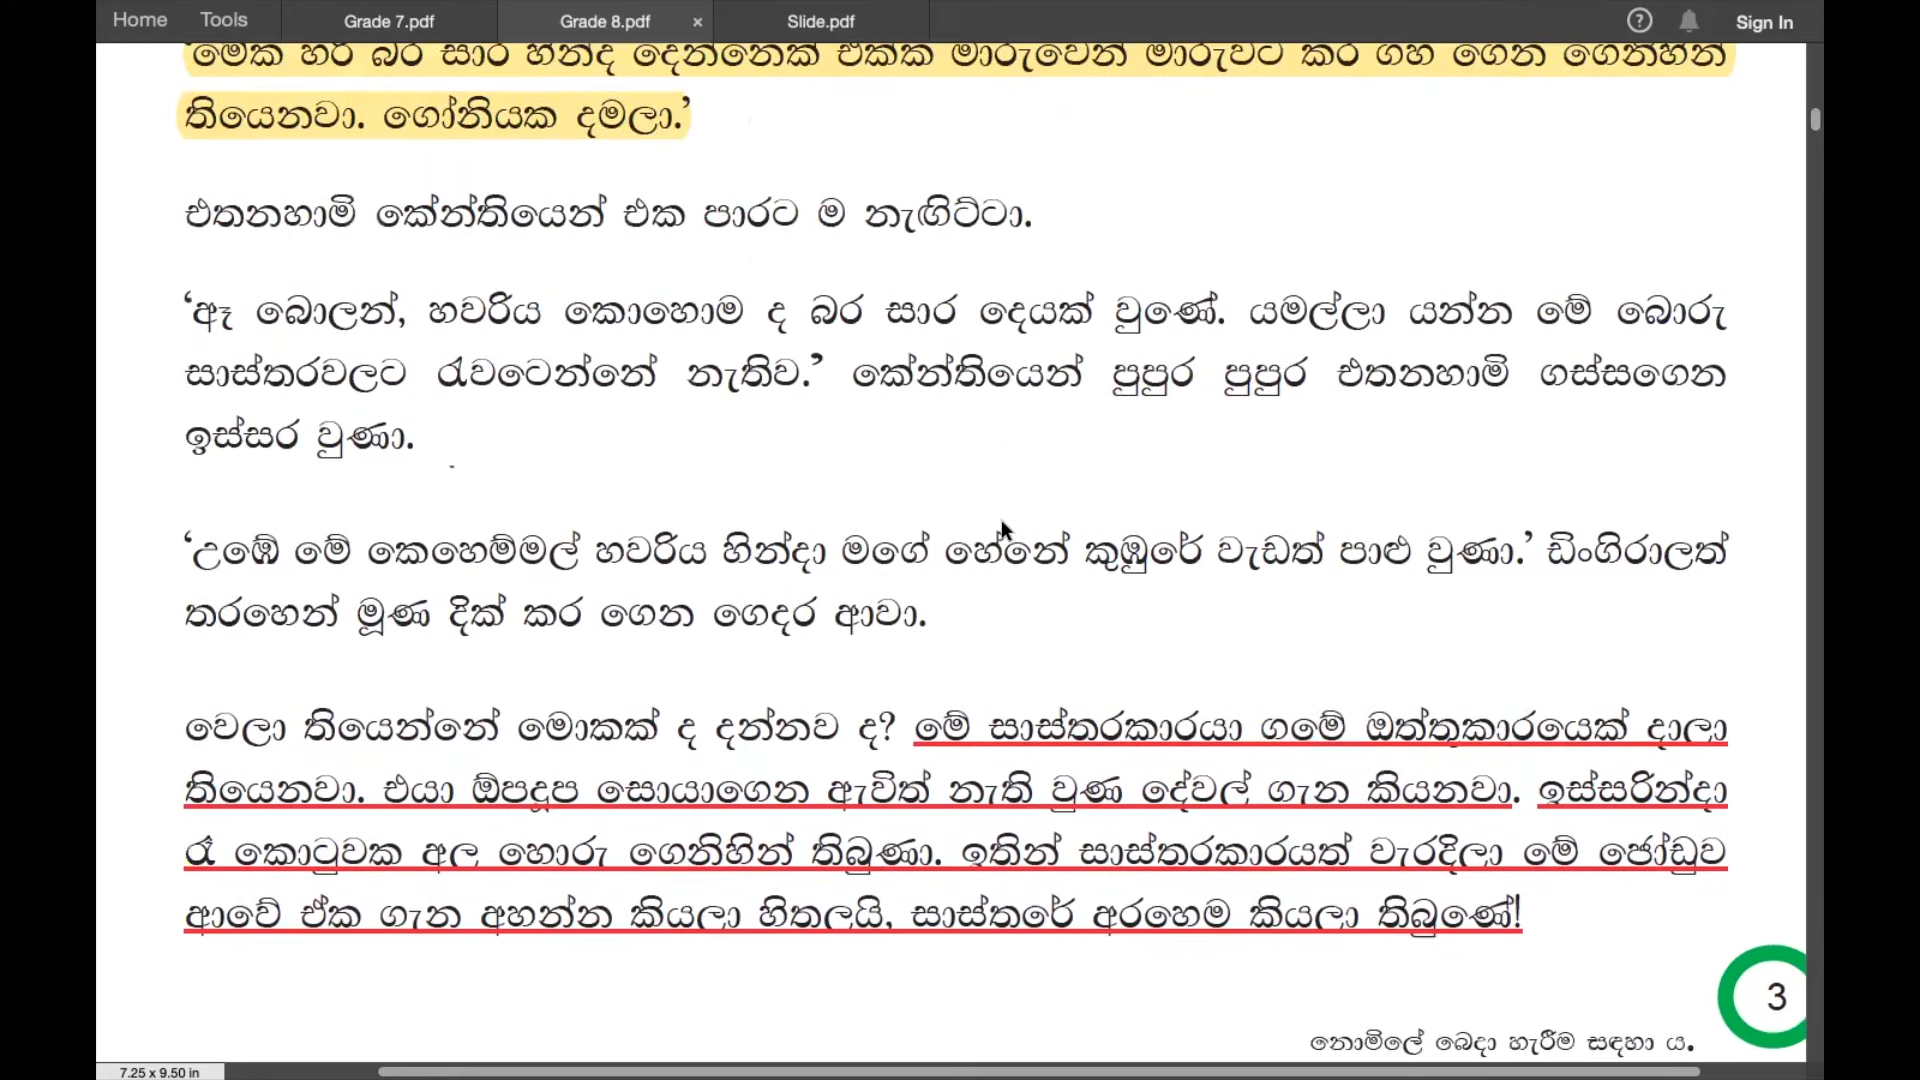 Home Tools Grade 7.pdf Grade 8.pdf × Slide.pdf ? Sign In
‘මේක හරි බර සාර හන්ද දෙන්නෙක් එක්ක මාරුවෙන් මාරුවට කර ගහ ගෙන ගෙනිහින්
තියෙනවා. ගෝනියක දමලා.’
එතනහාමි කේන්තියෙන් එක පාරට ම නැඟිට්ටා.
‘ඈ බොලන්, හවරිය කොහොම ද බර සාර දෙයක් වුණේ. යමල්ලා යන්න මේ බොරු
සාස්තරවලට රැවටෙන්නේ නැතිව.’ කේන්තියෙන් පුපුර පුපුර එතනහාමි ගස්සගෙන
ඉස්සර වුණා.
‘උඹේ මේ කෙහෙම්මල් හවරිය හින්දා මගේ හේනේ කුඹුරේ වැඩත් පාළු වුණා.’ ඩිංගිරාලත්
තරහෙන් මූණ දික් කර ගෙන ගෙදර ආවා.
වෙලා තියෙන්නේ මොකක් ද දන්නව ද? මේ සාස්තරකාරයා ගමේ ඔත්තුකාරයෙක් දාලා
තියෙනවා. එයා ඕපදූප සොයාගෙන ඇවිත් නැති වුණ දේවල් ගැන කියනවා. ඉස්සරින්දා
රෑ කොටුවක අල හොරු ගෙනිහින් තිබුණා. ඉතින් සාස්තරකාරයත් වැරදිලා මේ ජෝඩුව
ආවේ ඒක ගැන අහන්න කියලා හිතලයි, සාස්තරේ අරහෙම කියලා තිබුණේ!
3
නොමිලේ බෙදා හැරීම සඳහා ය.
7.25 x 9.50 in